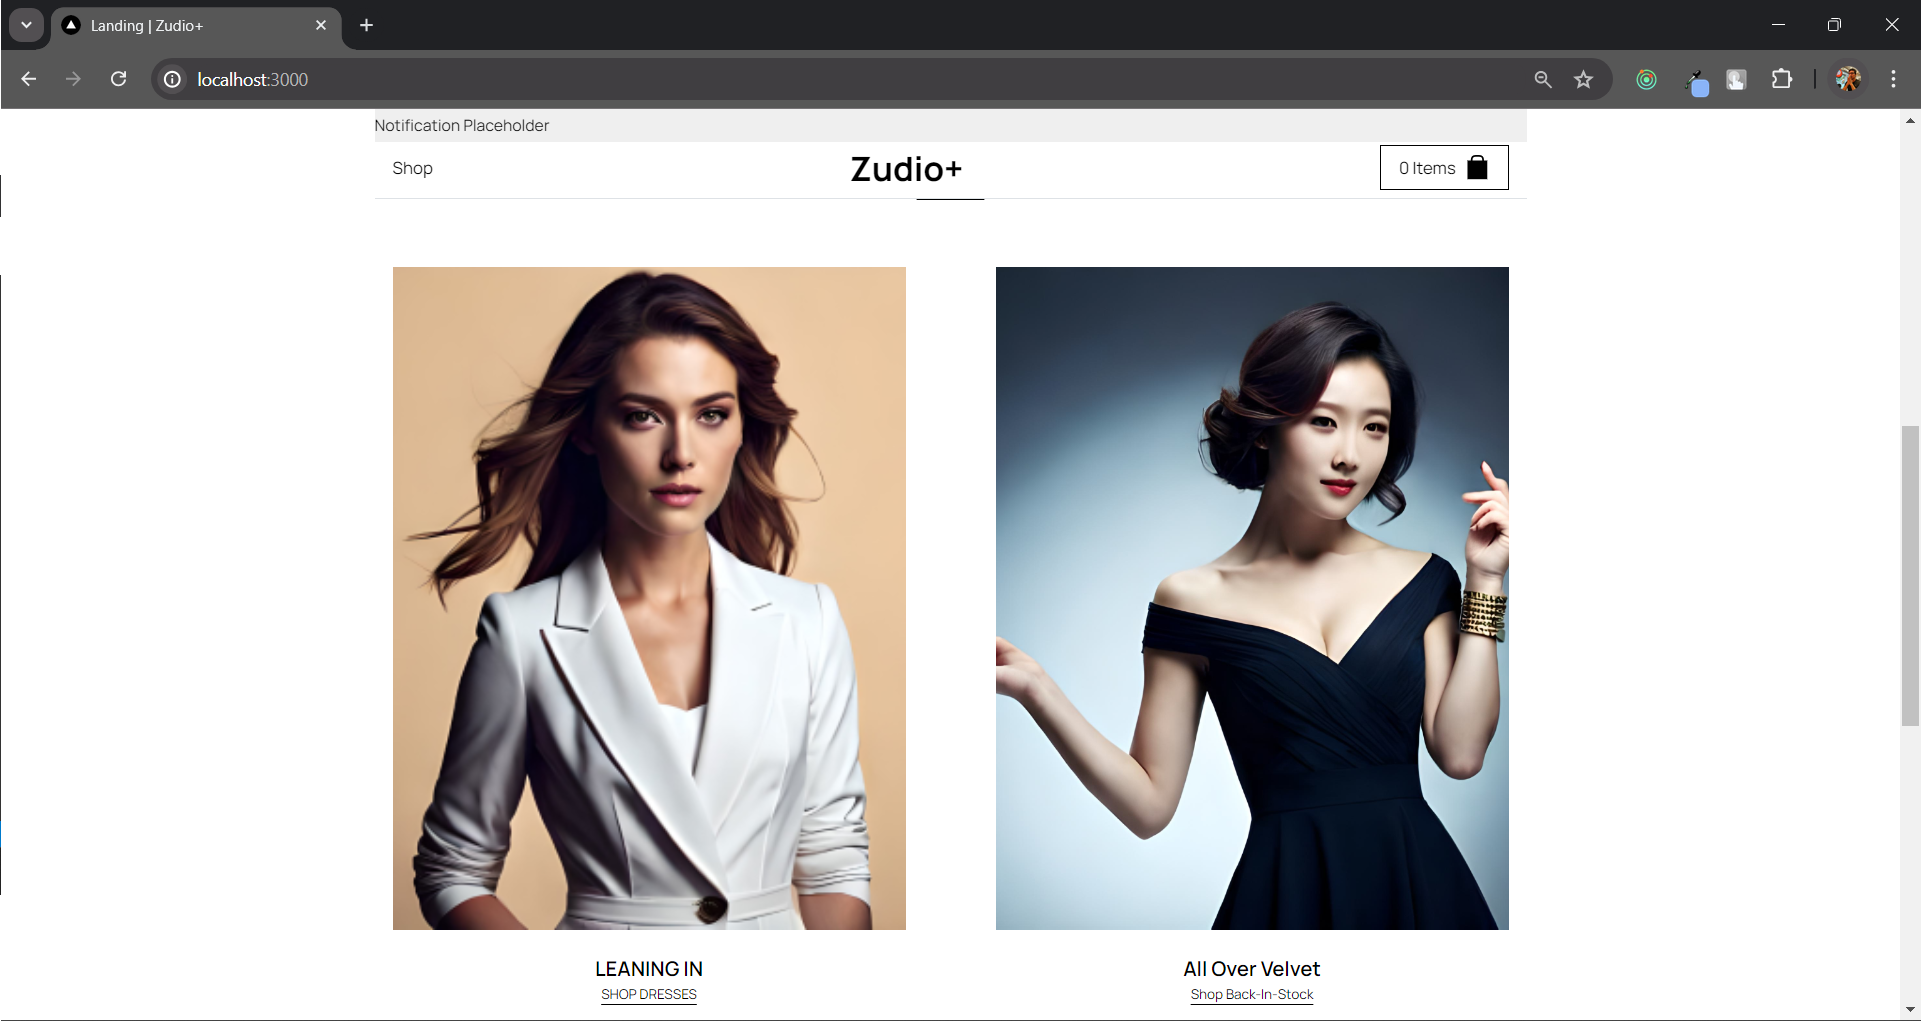 Landing | Zudio+
localhost:3000
Notification Placeholder
Shop
Zudio+
0 Items
LEANING IN
SHOP DRESSES
All Over Velvet
Shop Back-In-Stock